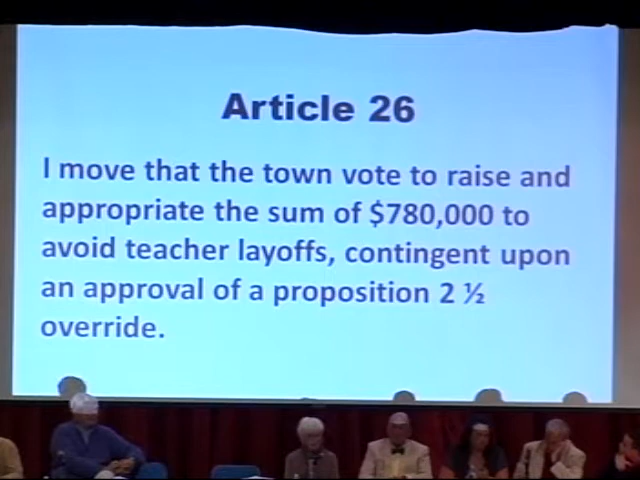 Article 26
I move that the town vote to raise and
appropriate the sum of $780,000 to
avoid teacher layoffs, contingent upon
an approval of a proposition 2 ½
override.